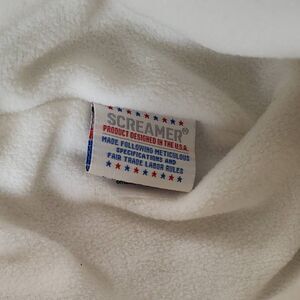 SCREAMER®
PRODUCT DESIGNED IN THE U.S.A.
MADE FOLLOWING METICULOUS
SPECIFICATIONS AND
FAIR TRADE LABOR RULES